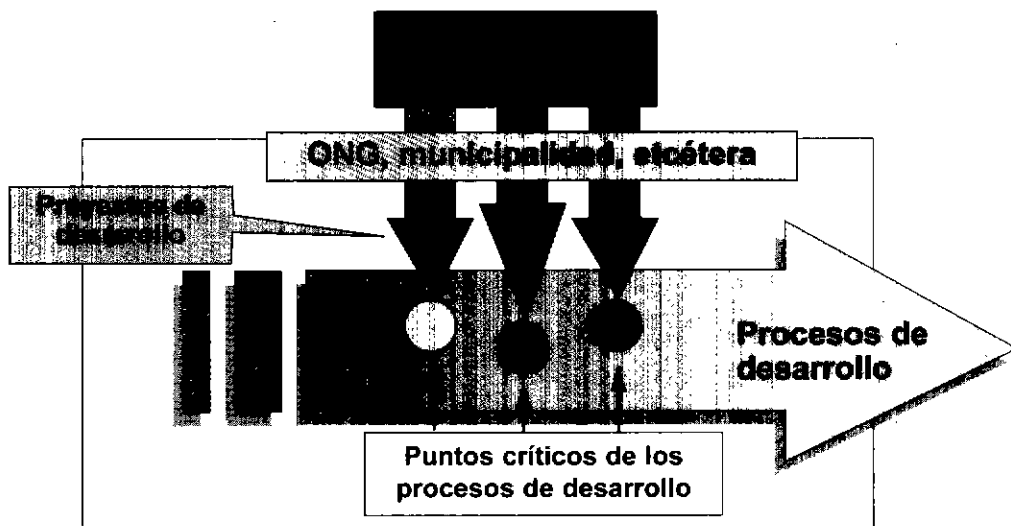 ONG, municipalidad, etcétera
Proyectos de
desarrollo
Procesos de
desarrollo
Puntos críticos de los
procesos de desarrollo